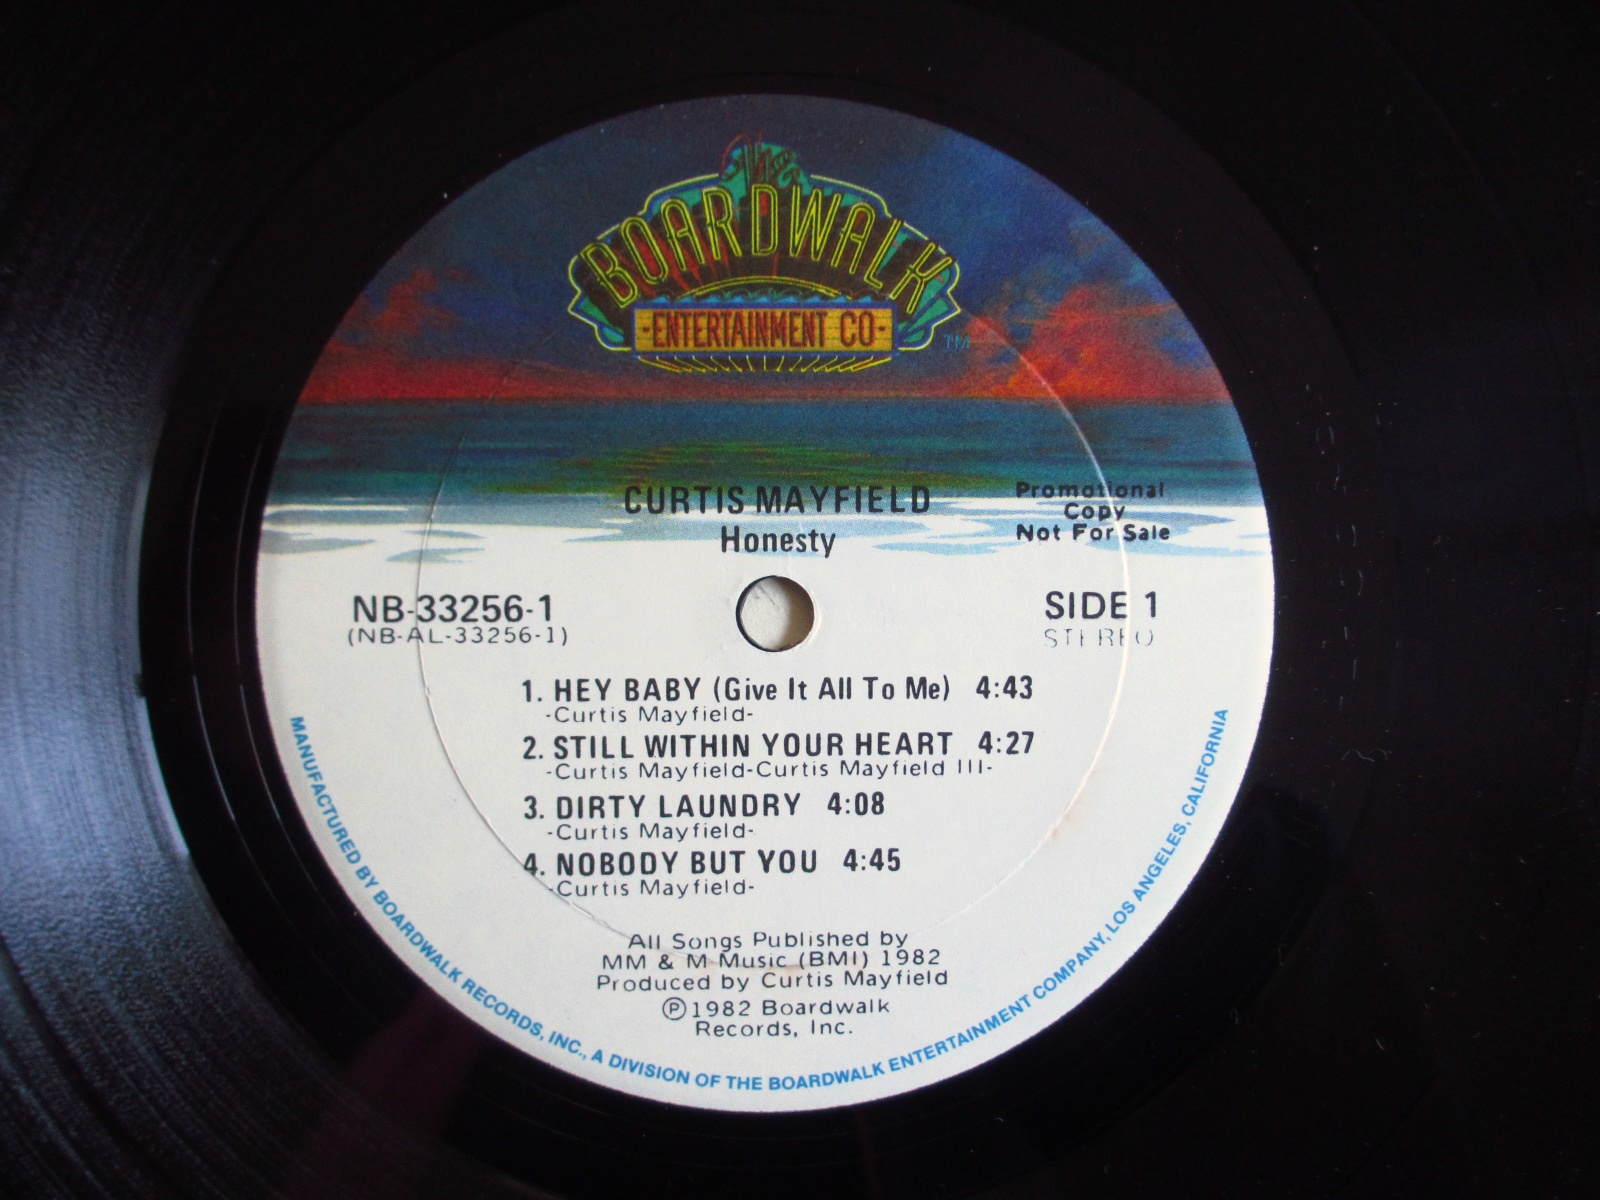 The
BOARDWALK
-ENTERTAINMENT CO-
TM
CURTIS MAYFIELD
Honesty
Promotional
Copy
Not For Sale
NB-33256-1
(NB-AL-33256-1)
SIDE 1
STEREO
1. HEY BABY (Give It All To Me) 4:43
-Curtis Mayfield-
2. STILL WITHIN YOUR HEART 4:27
-Curtis Mayfield-Curtis Mayfield III-
3. DIRTY LAUNDRY 4:08
-Curtis Mayfield-
4. NOBODY BUT YOU 4:45
-Curtis Mayfield-
All Songs Published by
MM & M Music (BMI) 1982
Produced by Curtis Mayfield
Ⓟ1982 Boardwalk
Records, Inc.
MANUFACTURED BY BOARDWALK RECORDS, INC., A DIVISION OF THE BOARDWALK ENTERTAINMENT COMPANY, LOS ANGELES, CALIFORNIA